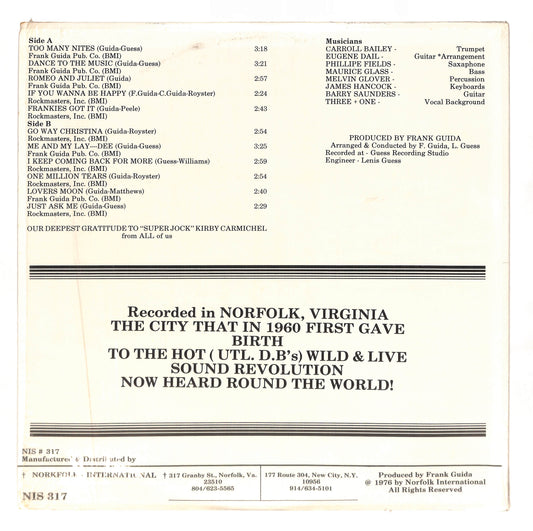 Side A
TOO MANY NITES (Guida-Guess) 3:18
Frank Guida Pub. Co. (BMI)
DANCE TO THE MUSIC (Guida-Guess) 3:21
Frank Guida Pub. Co. (BMI)
ROMEO AND JULIET (Guida) 2:57
Frank Guida Pub. Co. (BMI)
IF YOU WANNA BE HAPPY (F.Guida-C.Guida-Royster) 2:24
Rockmasters, Inc. (BMI)
FRANKIES GOT IT (Guida-Peele) 2:43
Rockmasters, Inc. (BMI)
Side B
GO WAY CHRISTINA (Guida-Royster) 2:54
Rockmasters, Inc. (BMI)
ME AND MY LAY—DEE (Guida-Guess) 3:25
Frank Guida Pub. Co. (BMI)
I KEEP COMING BACK FOR MORE (Guess-Williams) 2:59
Rockmasters, Inc. (BMI)
ONE MILLION TEARS (Guida-Royster) 2:54
Rockmasters, Inc. (BMI)
LOVERS MOON (Guida-Matthews) 2:40
Frank Guida Pub. Co. (BMI)
JUST ASK ME (Guida-Guess) 2:29
Rockmasters, Inc. (BMI)
OUR DEEPEST GRATITUDE TO "SUPER JOCK" KIRBY CARMICHEL
from ALL of us
Musicians
CARROLL BAILEY - Trumpet
EUGENE DAIL - Guitar *Arrangement
PHILLIPE FIELDS - Saxaphone
MAURICE GLASS - Bass
MELVIN GLOVER - Percussion
JAMES HANCOCK - Keyboards
BARRY SAUNDERS - Guitar
THREE + ONE - Vocal Background
PRODUCED BY FRANK GUIDA
Arranged & Conducted by F. Guida, L. Guess
Recorded at - Guess Recording Studio
Engineer - Lenis Guess
Recorded in NORFOLK, VIRGINIA
THE CITY THAT IN 1960 FIRST GAVE
BIRTH
TO THE HOT ( UTL. D.B's) WILD & LIVE
SOUND REVOLUTION
NOW HEARD ROUND THE WORLD!
NIS # 317
Manufactured & Distributed by
† NORKFOLK INTERNATIONAL † 317 Granby St., Norfolk, Va.
23510
804/623-5565
177 Route 304, New City, N.Y.
10956
914/634-5101
Produced by Frank Guida
@ 1976 by Norfolk International
All Rights Reserved
NIS 317